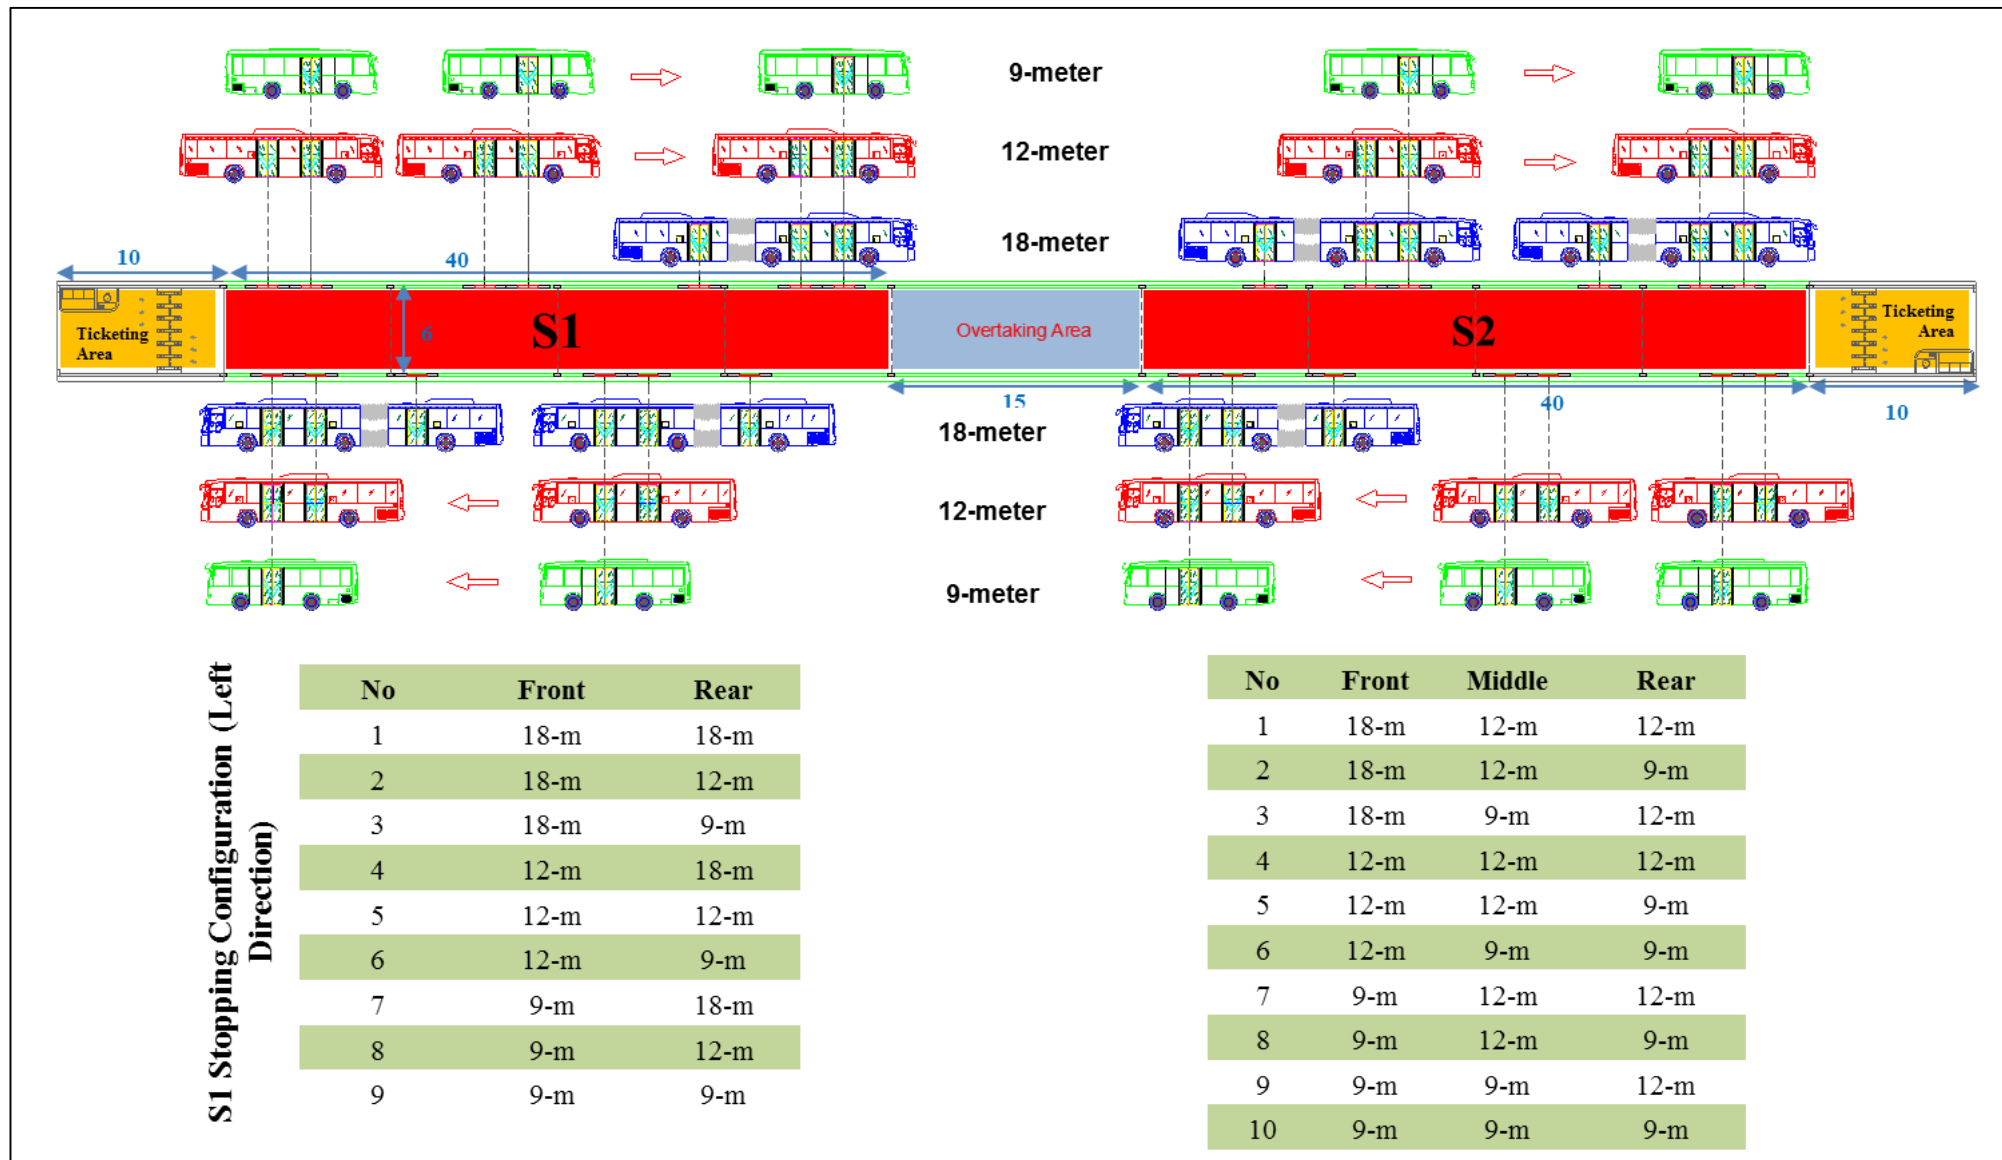 9-meter
12-meter
18-meter
10
40
Ticketing
Area
S1
6
Overtaking Area
S2
Ticketing
Area
15
40
10
18-meter
12-meter
9-meter
S1 Stopping Configuration (Left
Direction)
No Front Rear
1 18-m 18-m
2 18-m 12-m
3 18-m 9-m
4 12-m 18-m
5 12-m 12-m
6 12-m 9-m
7 9-m 18-m
8 9-m 12-m
9 9-m 9-m
No Front Middle Rear
1 18-m 12-m 12-m
2 18-m 12-m 9-m
3 18-m 9-m 12-m
4 12-m 12-m 12-m
5 12-m 12-m 9-m
6 12-m 9-m 9-m
7 9-m 12-m 12-m
8 9-m 12-m 9-m
9 9-m 9-m 12-m
10 9-m 9-m 9-m